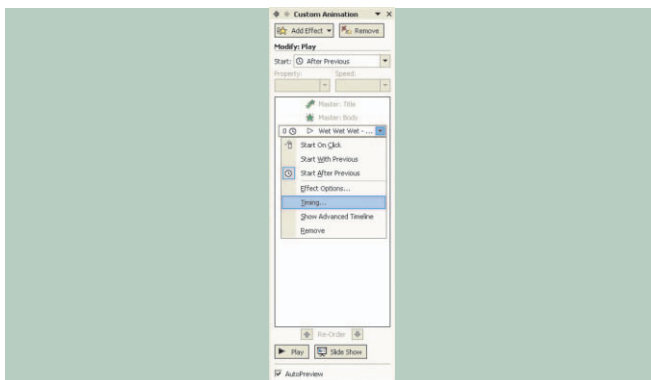 Custom Animation
Add Effect Remove
Modify: Play
Start: After Previous
Property: Speed:
Master: Title
Master: Body
0 Wet Wet Wet - ...
Start On Click
Start With Previous
Start After Previous
Effect Options...
Timing...
Show Advanced Timeline
Remove
Re-Order
Play Slide Show
AutoPreview